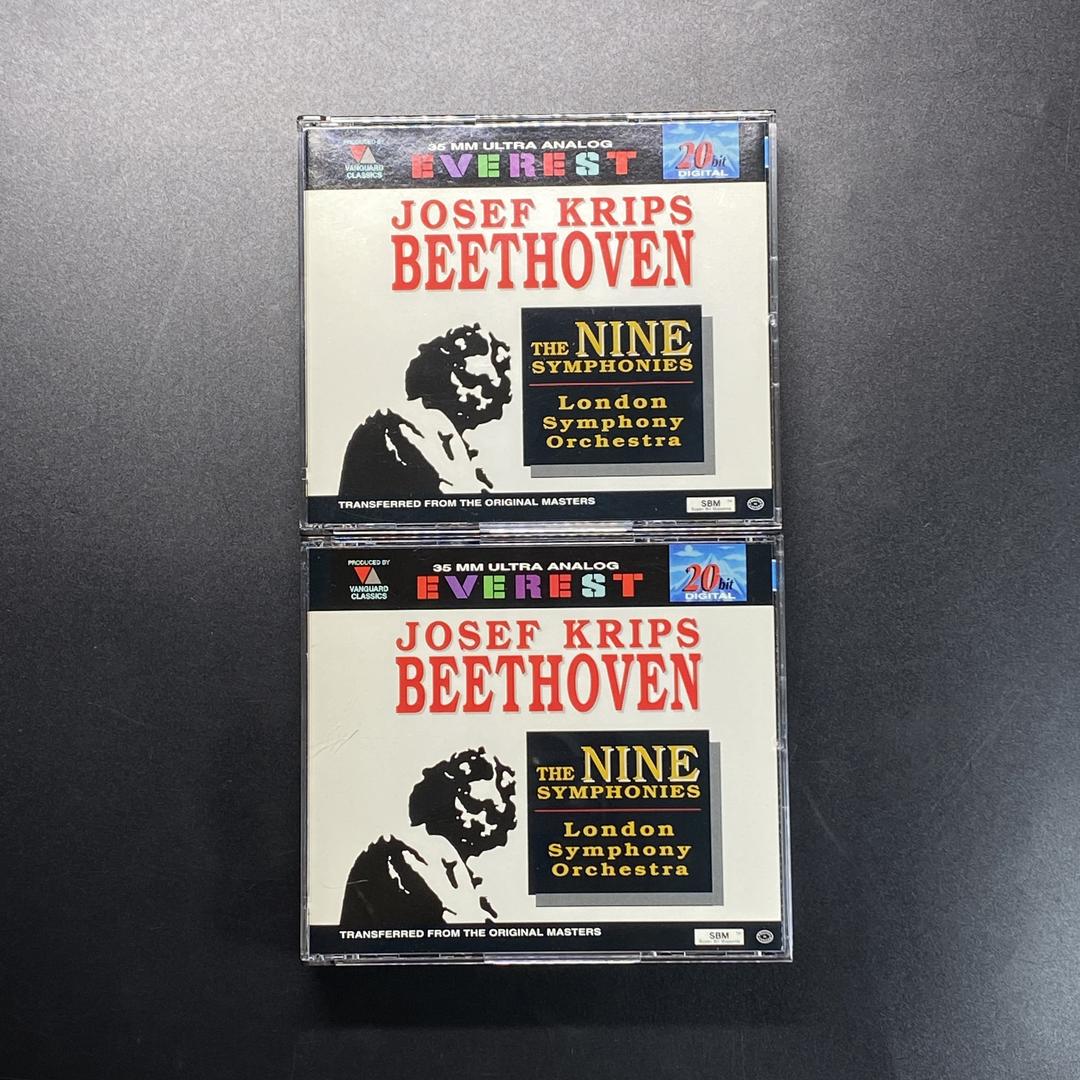 PRODUCED BY
VANGUARD
CLASSICS
35 MM ULTRA ANALOG
EVEREST
20 bit
DIGITAL
JOSEF KRIPS
BEETHOVEN
THE NINE
SYMPHONIES
London
Symphony
Orchestra
TRANSFERRED FROM THE ORIGINAL MASTERS
SBM
PRODUCED BY
VANGUARD
CLASSICS
35 MM ULTRA ANALOG
EVEREST
20 bit
DIGITAL
JOSEF KRIPS
BEETHOVEN
THE NINE
SYMPHONIES
London
Symphony
Orchestra
TRANSFERRED FROM THE ORIGINAL MASTERS
SBM